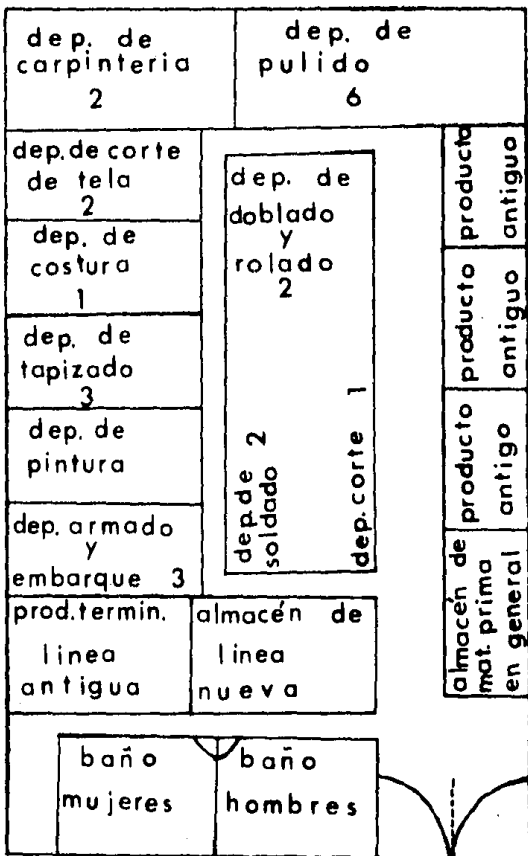 dep. de
carpinteria
2
dep. de
pulido
6
dep. de corte
de tela
2
dep. de
costura
1
dep. de
tapizado
3
dep. de
pintura
dep. armado
y
embarque 3
dep. de
doblado
y
rolado
2
dep. de
soldado 2
dep. corte 1
producto
antiguo
producto
antiguo
producto
antigo
almacén de
mat. prima
en general
prod. termin.
linea
antigua
almacén de
linea
nueva
baño
mujeres
baño
hombres